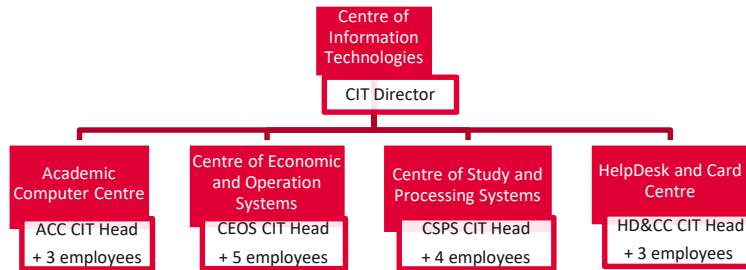 Centre of
Information
Technologies
CIT Director
Academic
Computer Centre
ACC CIT Head
+ 3 employees
Centre of Economic
and Operation
Systems
CEOS CIT Head
+ 5 employees
Centre of Study and
Processing Systems
CSPS CIT Head
+ 4 employees
HelpDesk and Card
Centre
HD&CC CIT Head
+ 3 employees